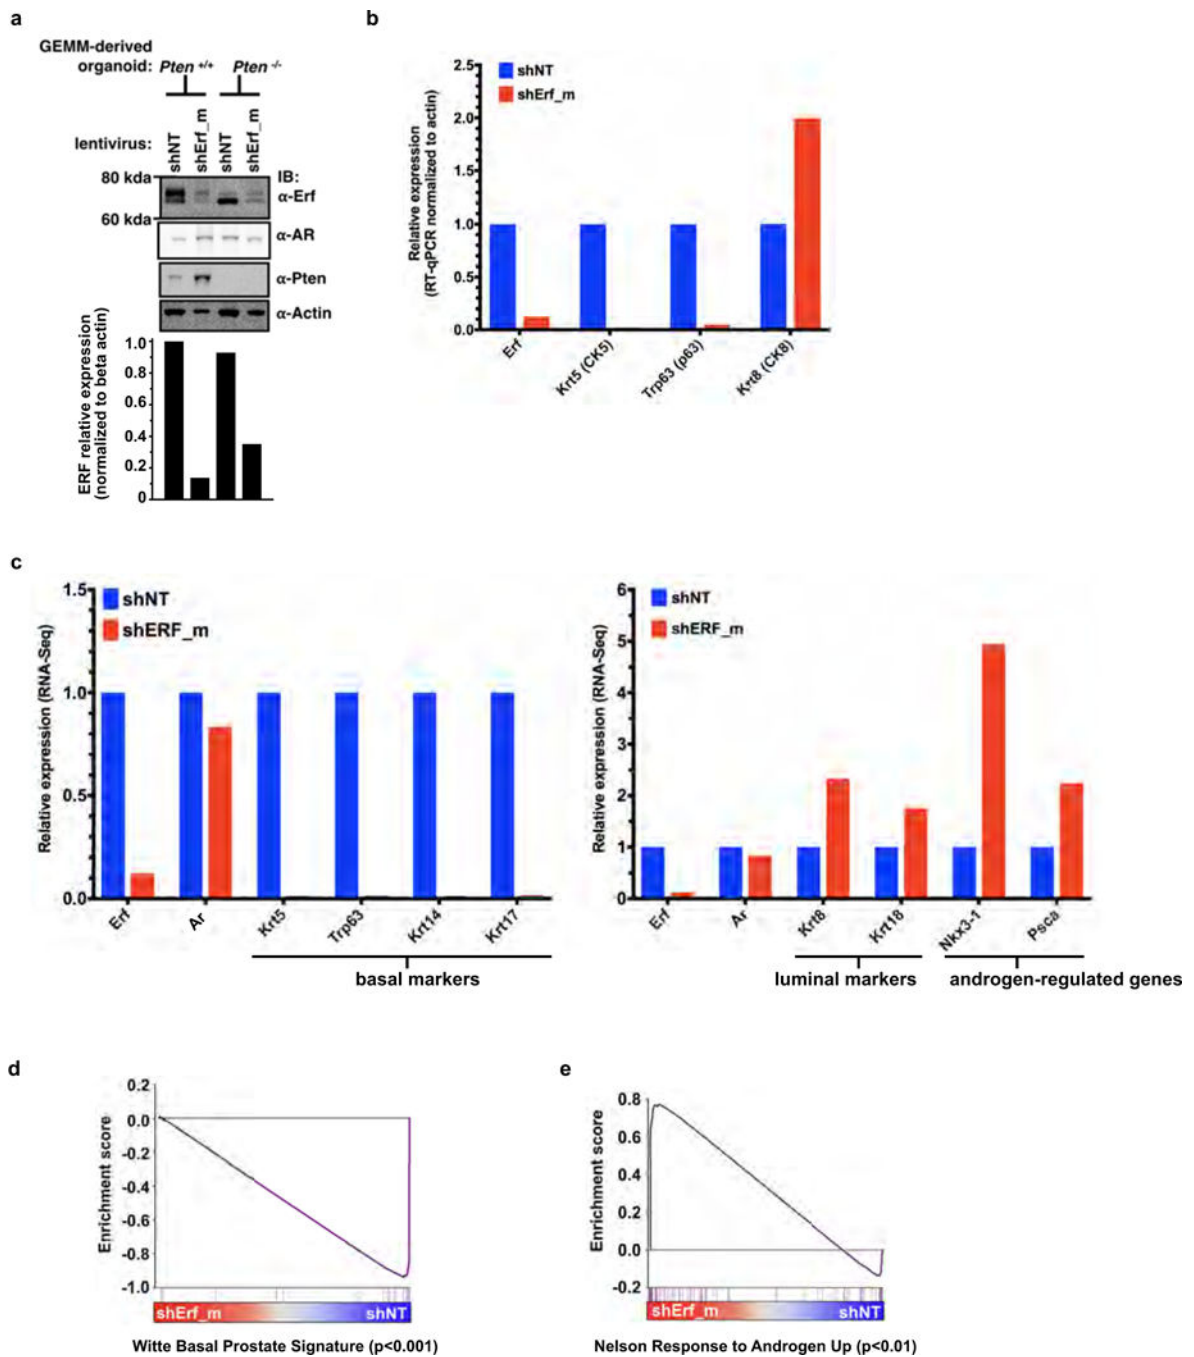 a
GEMM-derived
organoid: Pten +/+ Pten -/-
lentivirus: shNT shErf_m shNT shErf_m
80 kda
60 kda
IB:
α-Erf
α-AR
α-Pten
α-Actin
ERF relative expression
(normalized to beta actin)
1.0
0.8
0.6
0.4
0.2
0
b
Relative expression
(RT-qPCR normalized to actin)
2.5
2.0
1.5
1.0
0.5
0.0
shNT
shErf_m
Erf
Krt5 (CK5)
Trp63 (p63)
Krt8 (CK8)
c
Relative expression (RNA-Seq)
1.5
1.0
0.5
0.0
shNT
shERF_m
Erf
Ar
Krt5
Trp63
Krt14
Krt17
basal markers
Relative expression (RNA-Seq)
6
5
4
3
2
1
0
shNT
shERF_m
Erf
Ar
Krt8
Krt18
Nkx3-1
Psca
luminal markers
androgen-regulated genes
d
Enrichment score
0.2
0.0
-0.2
-0.4
-0.6
-0.8
-1.0
shErf_m shNT
Witte Basal Prostate Signature (p<0.001)
e
Enrichment score
0.8
0.6
0.4
0.2
0.0
-0.2
shErf_m shNT
Nelson Response to Androgen Up (p<0.01)